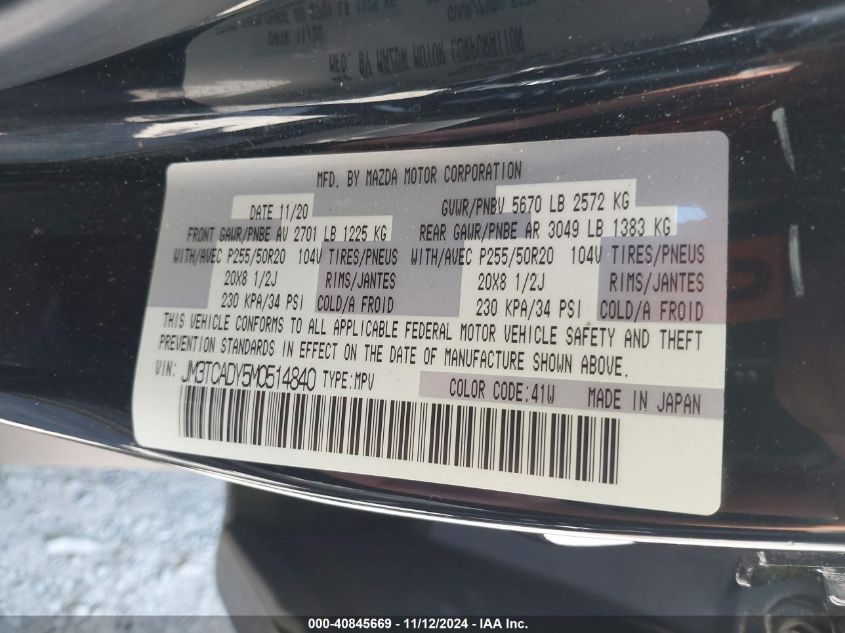 MFD. BY MAZDA MOTOR CORPORATION
DATE 11/20 GVWR/PNBV 5670 LB 2572 KG
FRONT GAWR/PNBE AV 2701 LB 1225 KG REAR GAWR/PNBE AR 3049 LB 1383 KG
WITH/AVEC P255/50R20 104V TIRES/PNEUS WITH/AVEC P255/50R20 104V TIRES/PNEUS
20X8 1/2J RIMS/JANTES 20X8 1/2J RIMS/JANTES
230 KPA/34 PSI COLD/A FROID 230 KPA/34 PSI COLD/A FROID
THIS VEHICLE CONFORMS TO ALL APPLICABLE FEDERAL MOTOR VEHICLE SAFETY AND THEFT
PREVENTION STANDARDS IN EFFECT ON THE DATE OF MANUFACTURE SHOWN ABOVE.
VIN: JM3TCADY5M0514840 TYPE:MPV COLOR CODE:41W MADE IN JAPAN
000-40845669 - 11/12/2024 - IAA Inc.